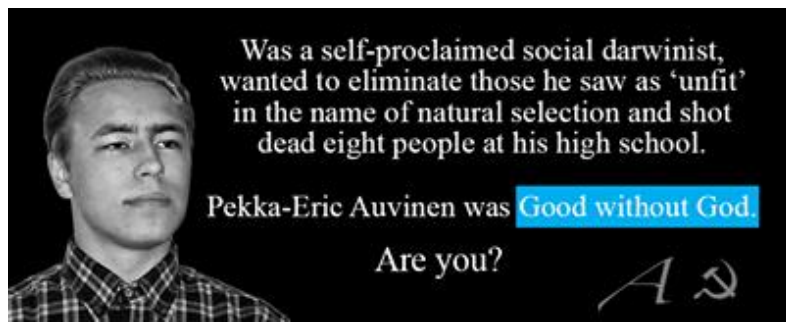 Was a self-proclaimed social darwinist,
wanted to eliminate those he saw as ‘unfit’
in the name of natural selection and shot
dead eight people at his high school.
Pekka-Eric Auvinen was Good without God.
Are you?
A